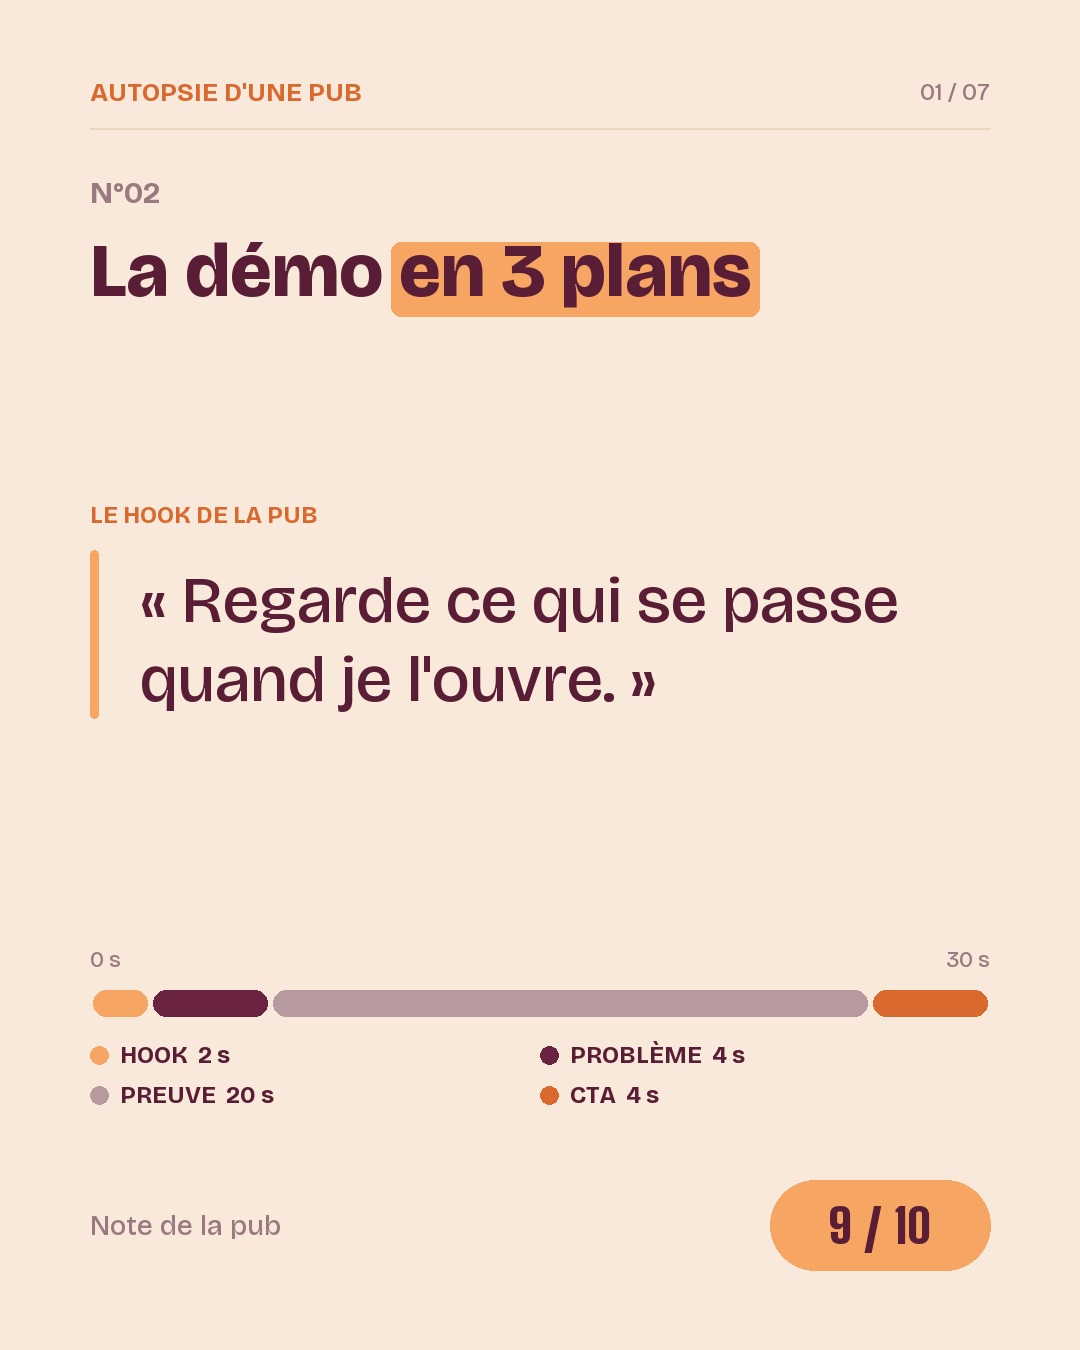 AUTOPSIE D'UNE PUB
01 / 07
N°02
La démo en 3 plans
LE HOOK DE LA PUB
« Regarde ce qui se passe
quand je l'ouvre. »
0 s
30 s
HOOK 2 s
PROBLÈME 4 s
PREUVE 20 s
CTA 4 s
Note de la pub
9 / 10